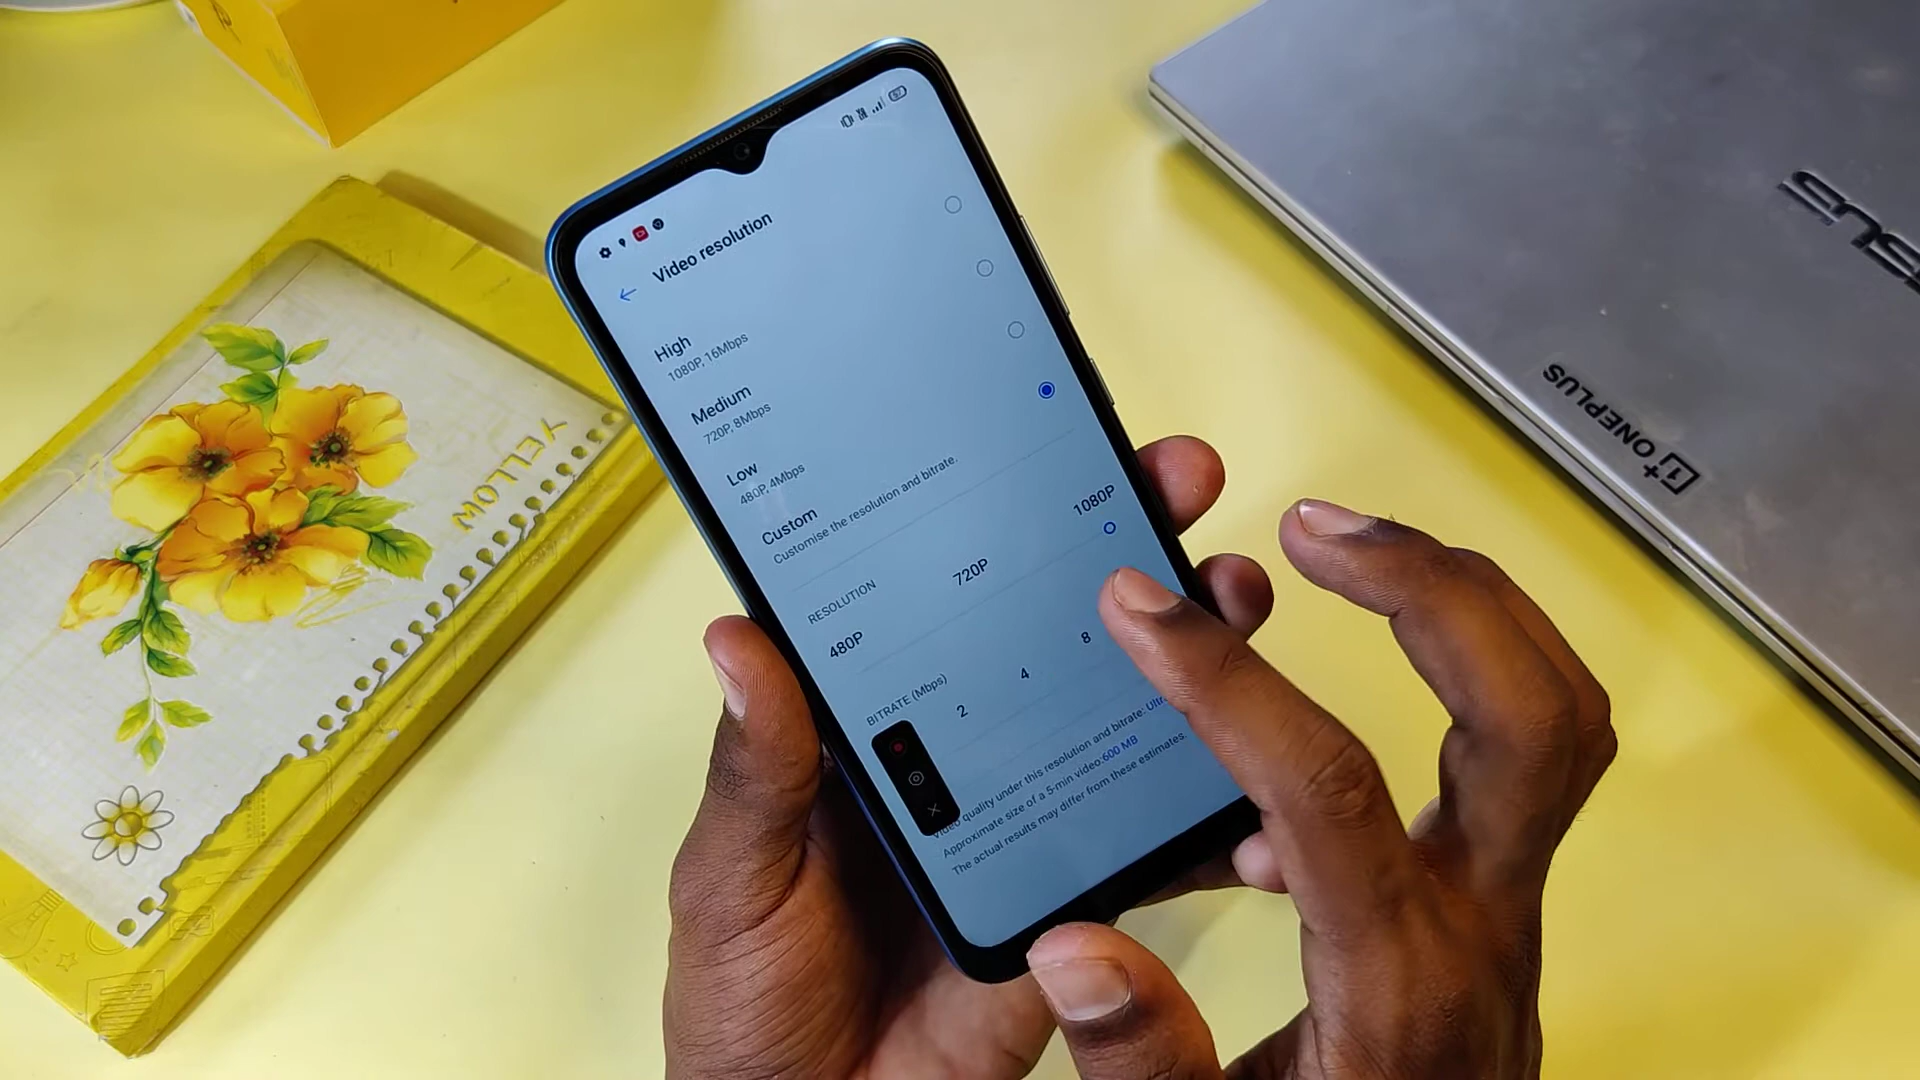 Video resolution
High
1080P, 16Mbps
Medium
720P, 8Mbps
Low
480P, 4Mbps
Custom
Customise the resolution and bitrate.
RESOLUTION
480P 720P 1080P
BITRATE (Mbps)
2 4 8
Video quality under this resolution and bitrate:
Approximate size of a 5-min video:600 MB
The actual results may differ from these estimates.
YELLOW
ASUS
ONEPLUS